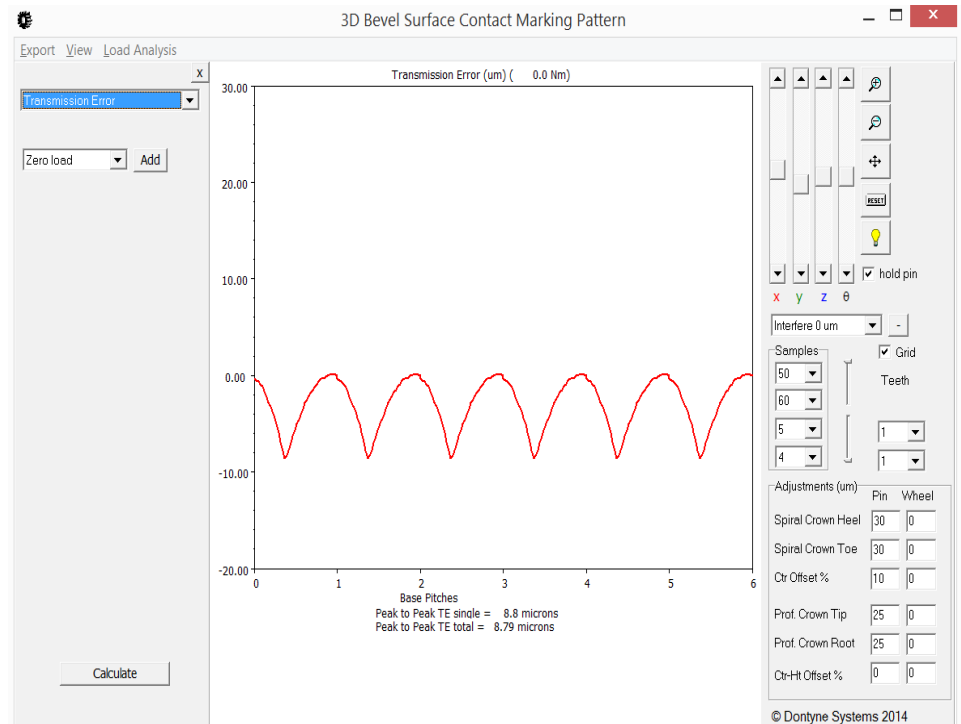 3D Bevel Surface Contact Marking Pattern
Export View Load Analysis
x
Transmission Error
Zero load
Add
Calculate
Transmission Error (um) ( 0.0 Nm)
30.00
20.00
10.00
0.00
-10.00
-20.00
0 1 2 3 4 5 6
Base Pitches
Peak to Peak TE single = 8.8 microns
Peak to Peak TE total = 8.79 microns
RESET
hold pin
x y z θ
Interfere 0 um
-
Samples
Grid
50
Teeth
60
5
1
4
1
Adjustments (um)
Pin Wheel
Spiral Crown Heel 30 0
Spiral Crown Toe 30 0
Ctr Offset % 10 0
Prof. Crown Tip 25 0
Prof. Crown Root 25 0
Ctr-Ht Offset % 0 0
© Dontyne Systems 2014